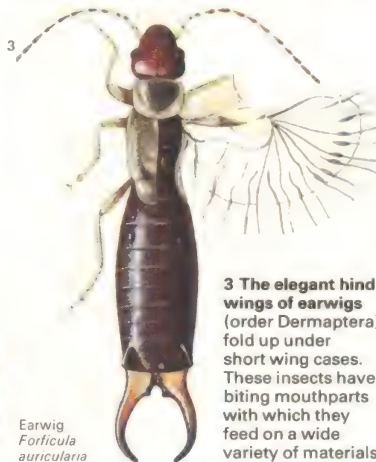 3
3 The elegant hind
wings of earwigs
(order Dermaptera)
fold up under
short wing cases.
These insects have
biting mouthparts
with which they
feed on a wide
variety of materials
Earwig
Forficula
auricularia